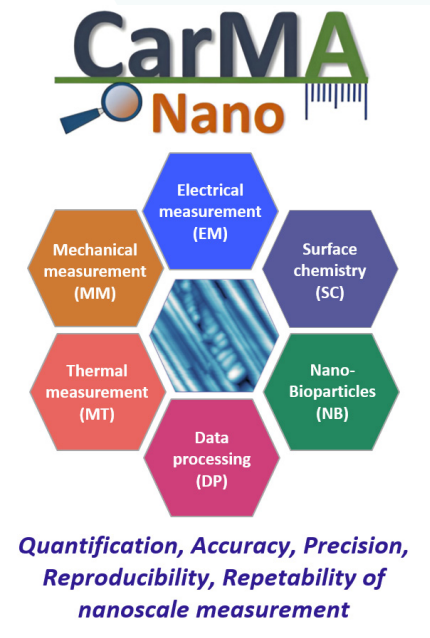 CarMA
Nano
Electrical
measurement
(EM)
Mechanical
measurement
(MM)
Surface
chemistry
(SC)
Thermal
measurement
(MT)
Nano-
Bioparticles
(NB)
Data
processing
(DP)
Quantification, Accuracy, Precision,
Reproducibility, Repetability of
nanoscale measurement